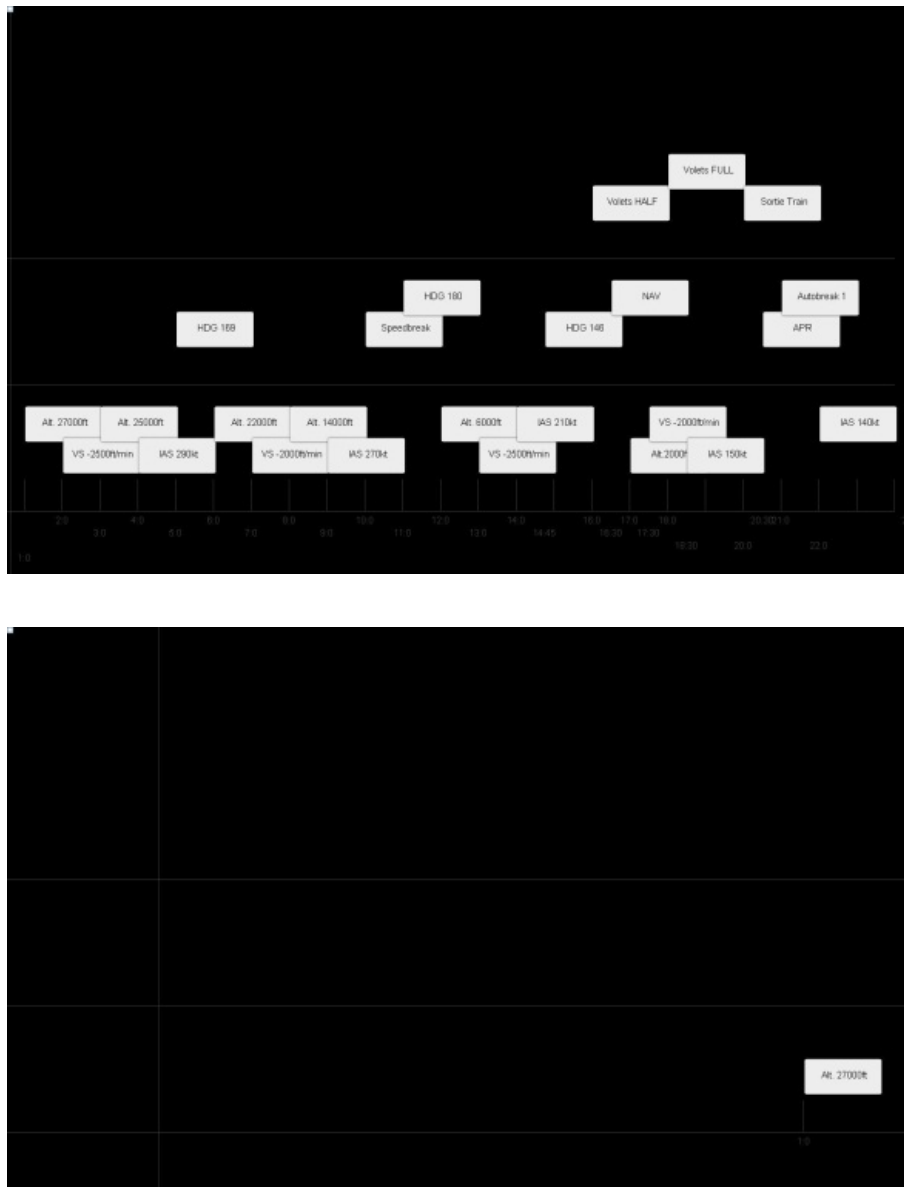 Volets FULL
Volets HALF Sortie Train
HDG 180 NAV Autobreak 1
HDG 169 Speedbreak HDG 146 APR
Alt. 27000ft Alt. 25000ft Alt. 22000ft Alt. 14000ft Alt. 6000ft IAS 210kt VS -2000ft/min IAS 140kt
VS -2500ft/min IAS 290kt VS -2000ft/min IAS 270kt VS -2500ft/min Alt.2000f IAS 150kt
2:0 4:0 6:0 8:0 10:0 12:0 14:0 16:0 17:0 18:0 20:30 21:0
3:0 5:0 7:0 9:0 11:0 13:0 14:45 16:30 17:30
20:0 22:0
1:0
Alt. 27000ft
1:0